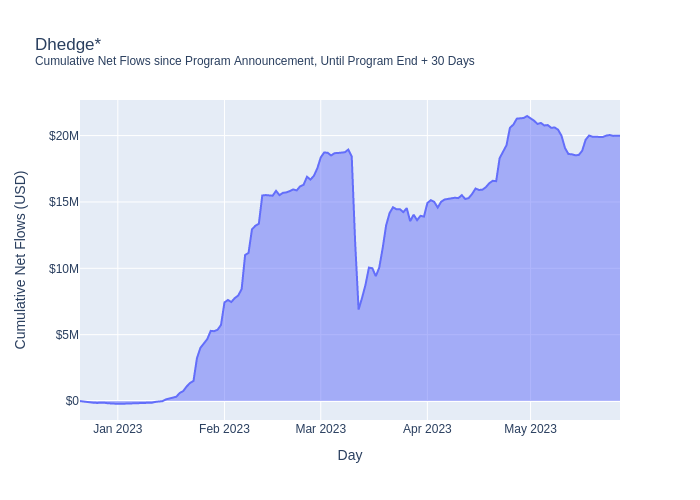 Dhedge*
Cumulative Net Flows since Program Announcement, Until Program End + 30 Days
Cumulative Net Flows (USD)
$20M
$15M
$10M
$5M
$0
Jan 2023
Feb 2023
Mar 2023
Apr 2023
May 2023
Day